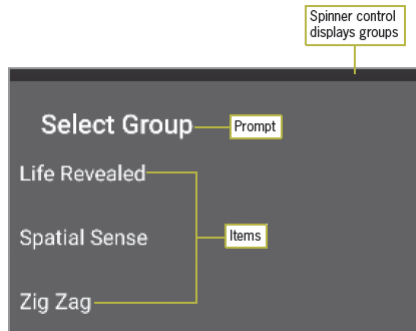 Spinner control
displays groups
Select Group
Prompt
Life Revealed
Spatial Sense
Items
Zig Zag